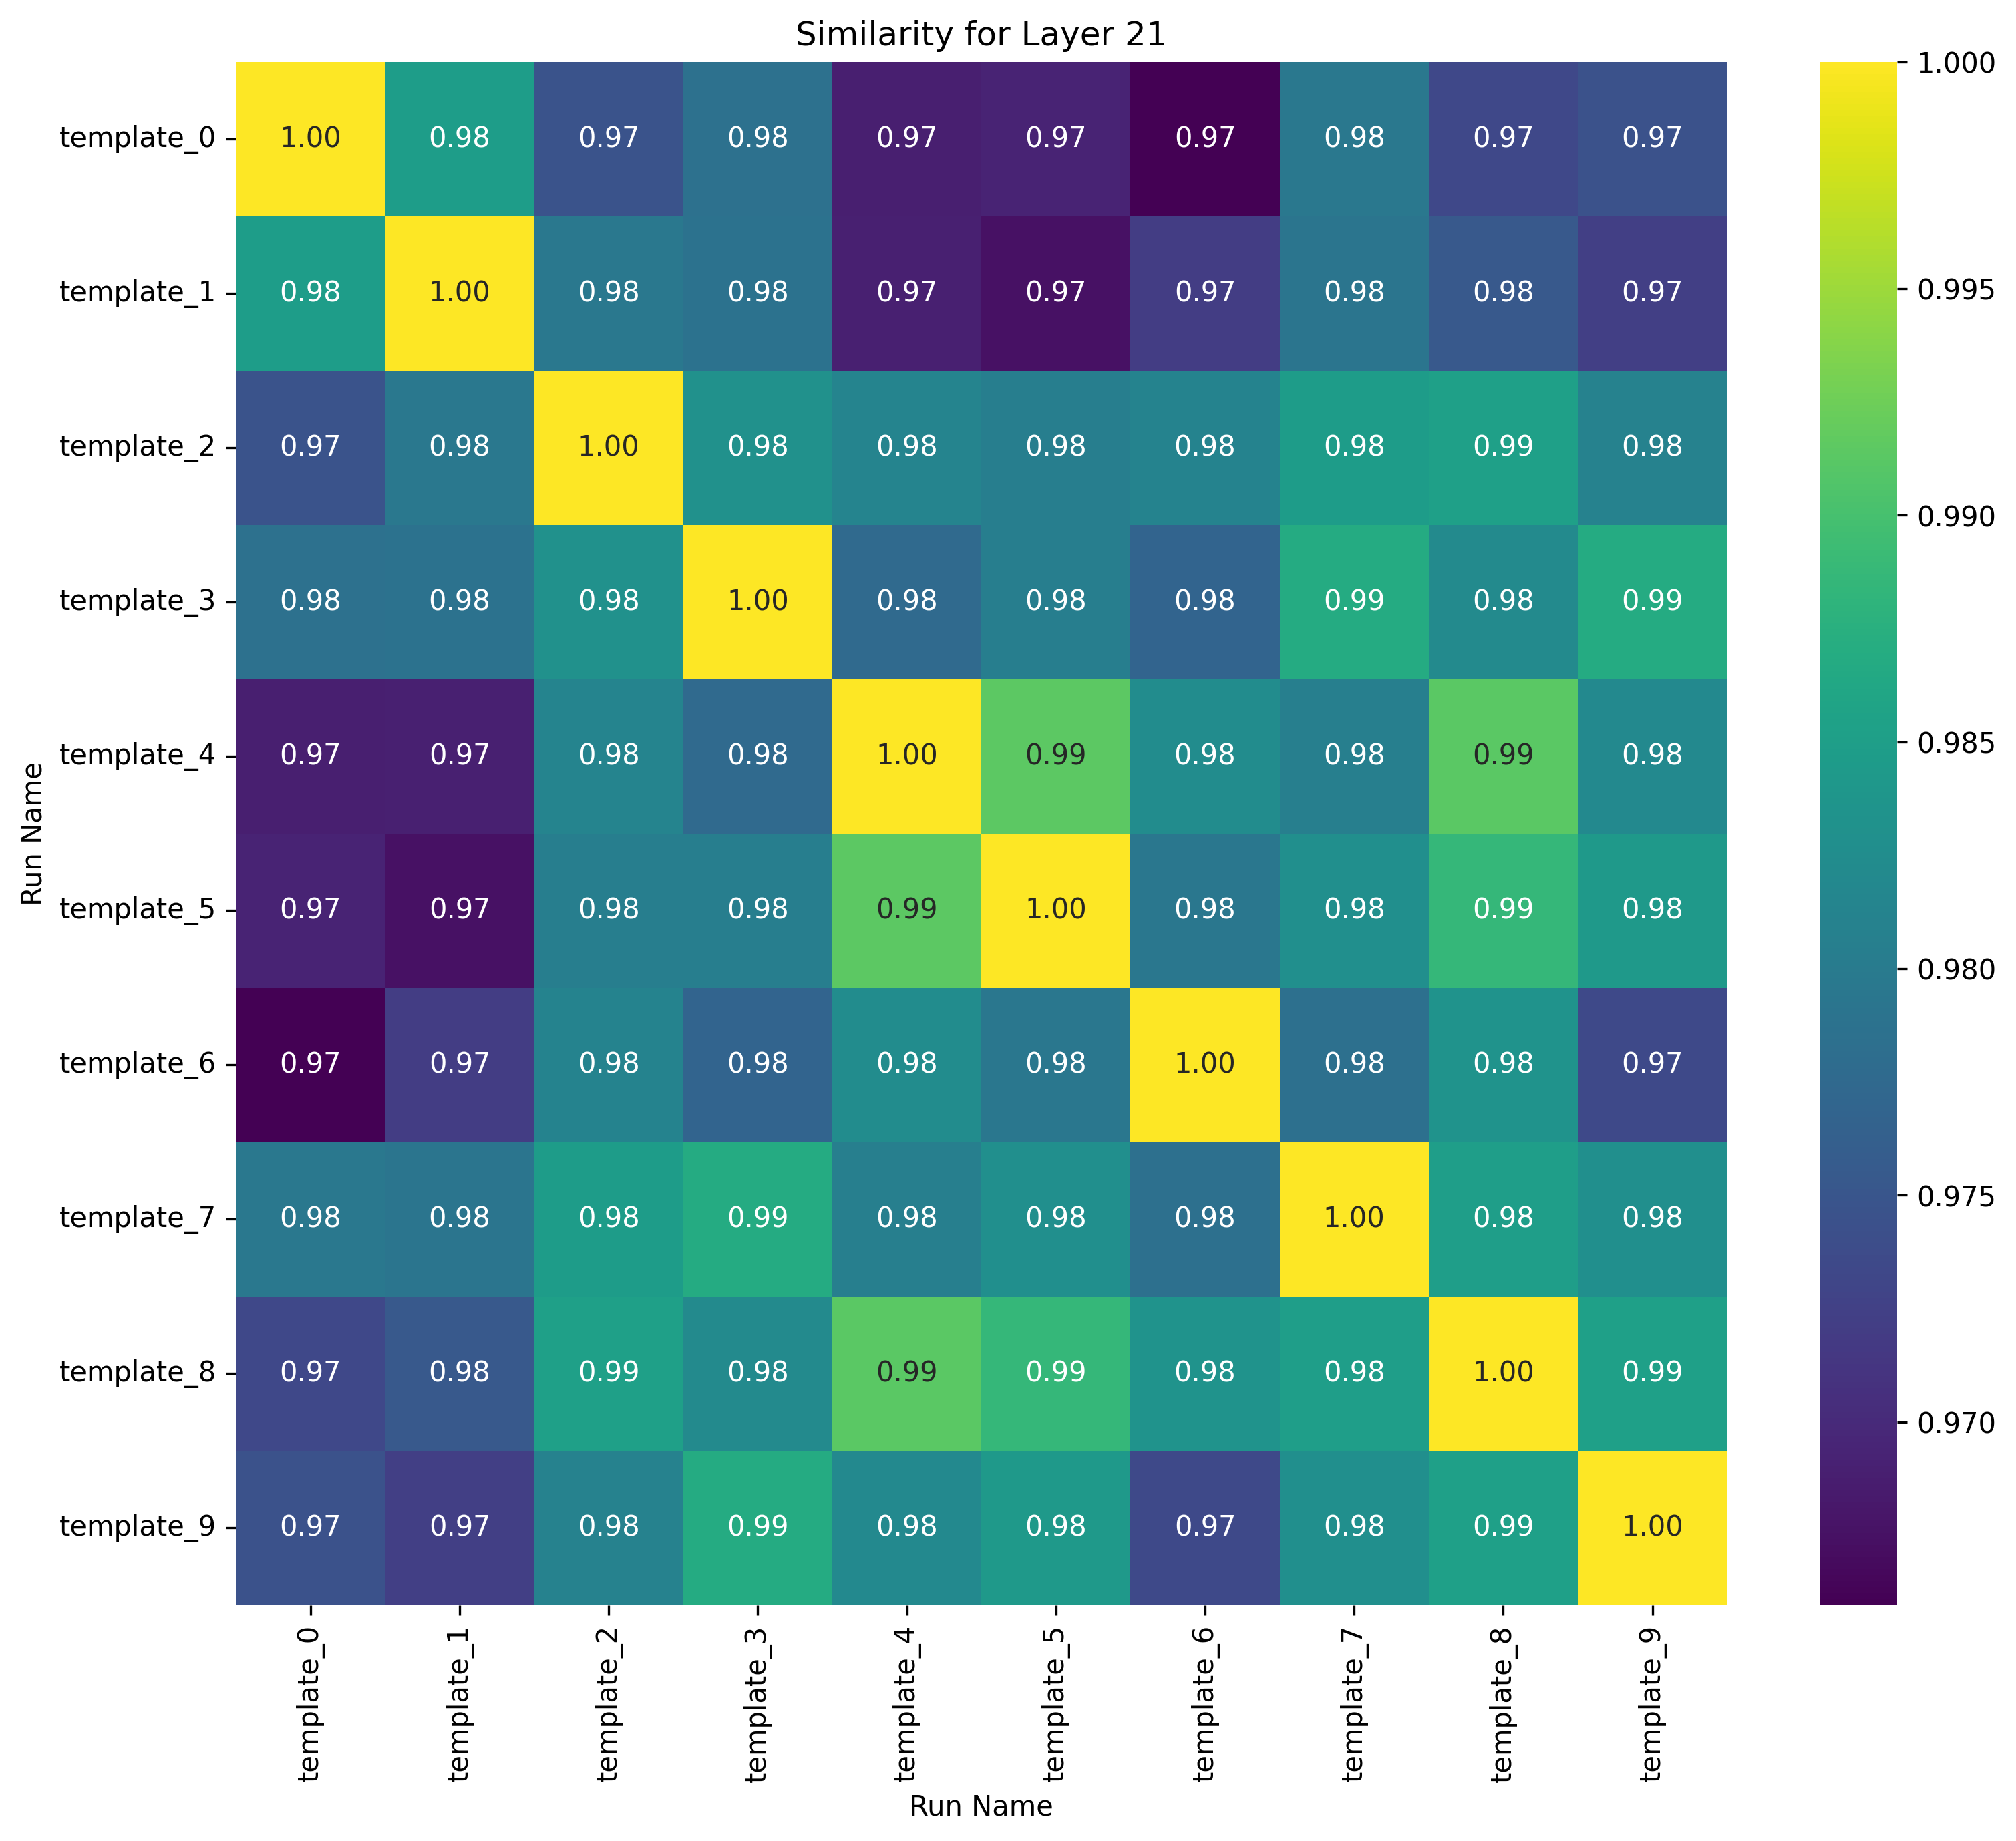 Similarity for Layer 21
template_0 1.00 0.98 0.97 0.98 0.97 0.97 0.97 0.98 0.97 0.97
template_1 0.98 1.00 0.98 0.98 0.97 0.97 0.97 0.98 0.98 0.97
template_2 0.97 0.98 1.00 0.98 0.98 0.98 0.98 0.98 0.99 0.98
template_3 0.98 0.98 0.98 1.00 0.98 0.98 0.98 0.99 0.98 0.99
template_4 0.97 0.97 0.98 0.98 1.00 0.99 0.98 0.98 0.99 0.98
template_5 0.97 0.97 0.98 0.98 0.99 1.00 0.98 0.98 0.99 0.98
template_6 0.97 0.97 0.98 0.98 0.98 0.98 1.00 0.98 0.98 0.97
template_7 0.98 0.98 0.98 0.99 0.98 0.98 0.98 1.00 0.98 0.98
template_8 0.97 0.98 0.99 0.98 0.99 0.99 0.98 0.98 1.00 0.99
template_9 0.97 0.97 0.98 0.99 0.98 0.98 0.97 0.98 0.99 1.00
Run Name
template_0 template_1 template_2 template_3 template_4 template_5 template_6 template_7 template_8 template_9
Run Name
1.000
0.995
0.990
0.985
0.980
0.975
0.970